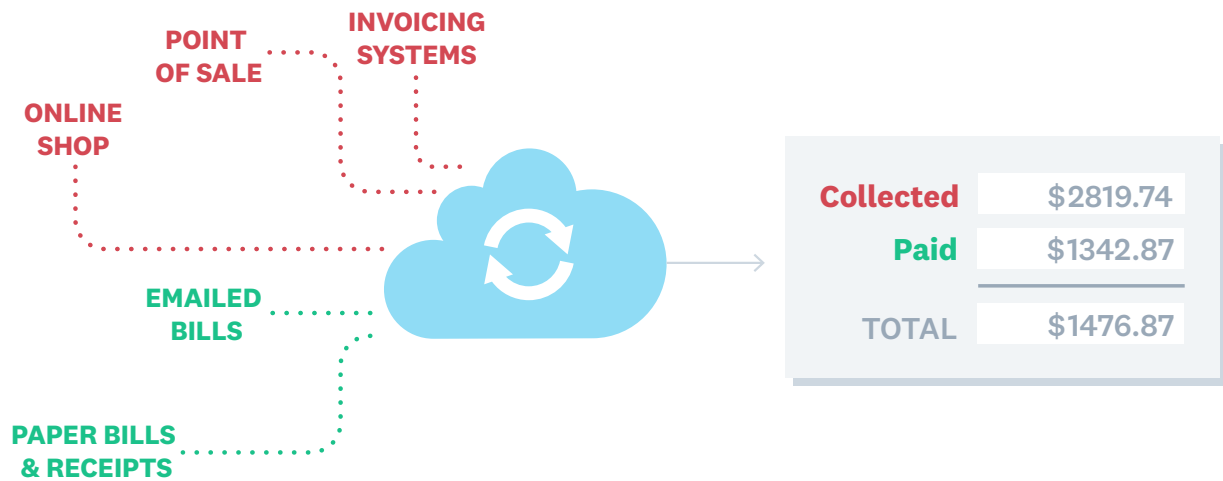 INVOICING
SYSTEMS
POINT
OF SALE
ONLINE
SHOP
EMAILED
BILLS
PAPER BILLS
& RECEIPTS
Collected $2819.74
Paid $1342.87
TOTAL $1476.87